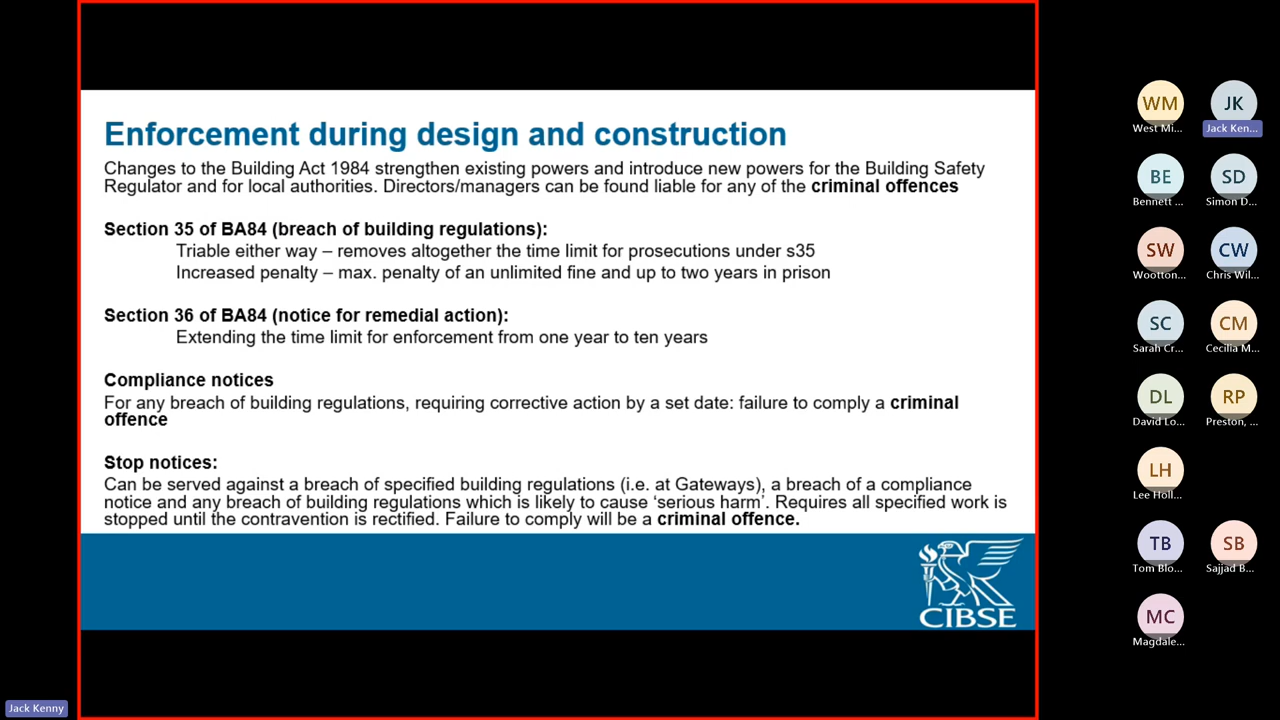 Enforcement during design and construction
Changes to the Building Act 1984 strengthen existing powers and introduce new powers for the Building Safety
Regulator and for local authorities. Directors/managers can be found liable for any of the criminal offences
Section 35 of BA84 (breach of building regulations):
Triable either way – removes altogether the time limit for prosecutions under s35
Increased penalty – max. penalty of an unlimited fine and up to two years in prison
Section 36 of BA84 (notice for remedial action):
Extending the time limit for enforcement from one year to ten years
Compliance notices
For any breach of building regulations, requiring corrective action by a set date: failure to comply a criminal
offence
Stop notices:
Can be served against a breach of specified building regulations (i.e. at Gateways), a breach of a compliance
notice and any breach of building regulations which is likely to cause ‘serious harm’. Requires all specified work is
stopped until the contravention is rectified. Failure to comply will be a criminal offence.
CIBSE
WM
West Mi...
JK
Jack Ken...
BE
Bennett ...
SD
Simon D...
SW
Wootton...
CW
Chris Wil...
SC
Sarah Cr...
CM
Cecilia M...
DL
David Lo...
RP
Preston, ...
LH
Lee Holl...
TB
Tom Blo...
SB
Sajjad B...
MC
Magdale...
Jack Kenny